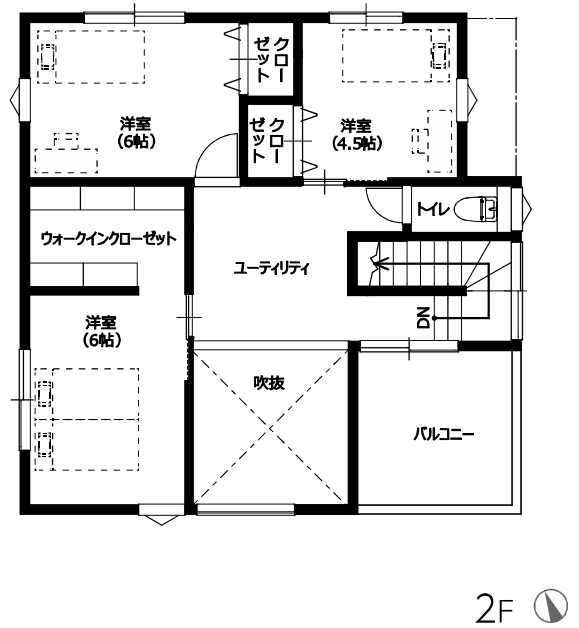 クロー
ゼット
クロー
ゼット
洋室
(6帖)
洋室
(4.5帖)
トイレ
ウォークインクローゼット
ユーティリティ
洋室
(6帖)
DN
吹抜
バルコニー
2F